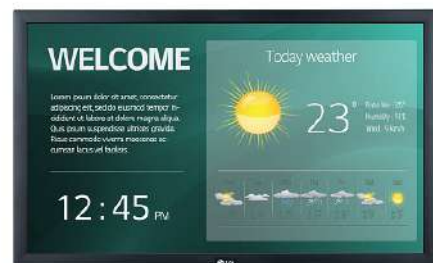 WELCOME
Lorem ipsum dolor sit amet, consectetur
adipiscing elt, sed do eiusmod tempor in-
cididunt ut labore et dolore magna aliqua.
Quis ipsum suspendisse ultrices gravida.
Risus commodo viverra maecenas ac-
cumsan lacus vel facilisis.
12:45 PM
Today weather
23°
LG